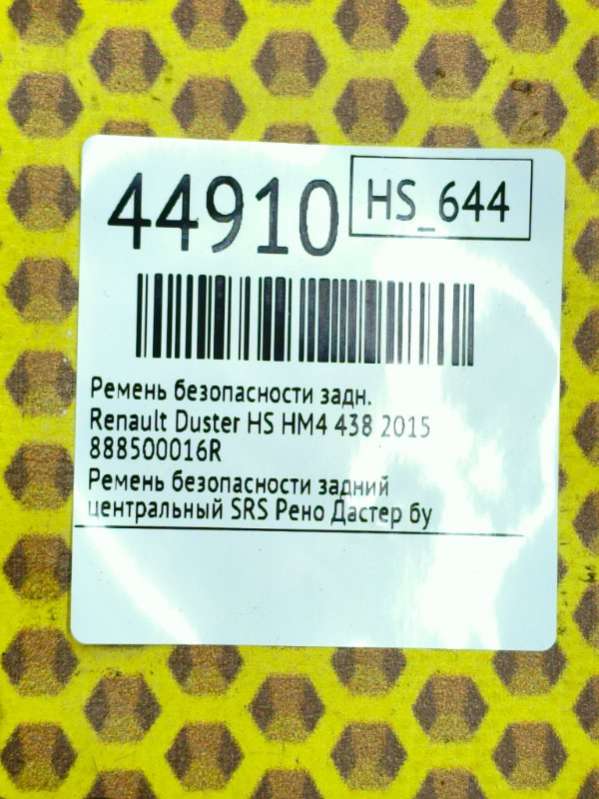 44910
HS_644
Ремень безопасности задн.
Renault Duster HS HM4 438 2015
888500016R
Ремень безопасности задний
центральный SRS Рено Дастер бу